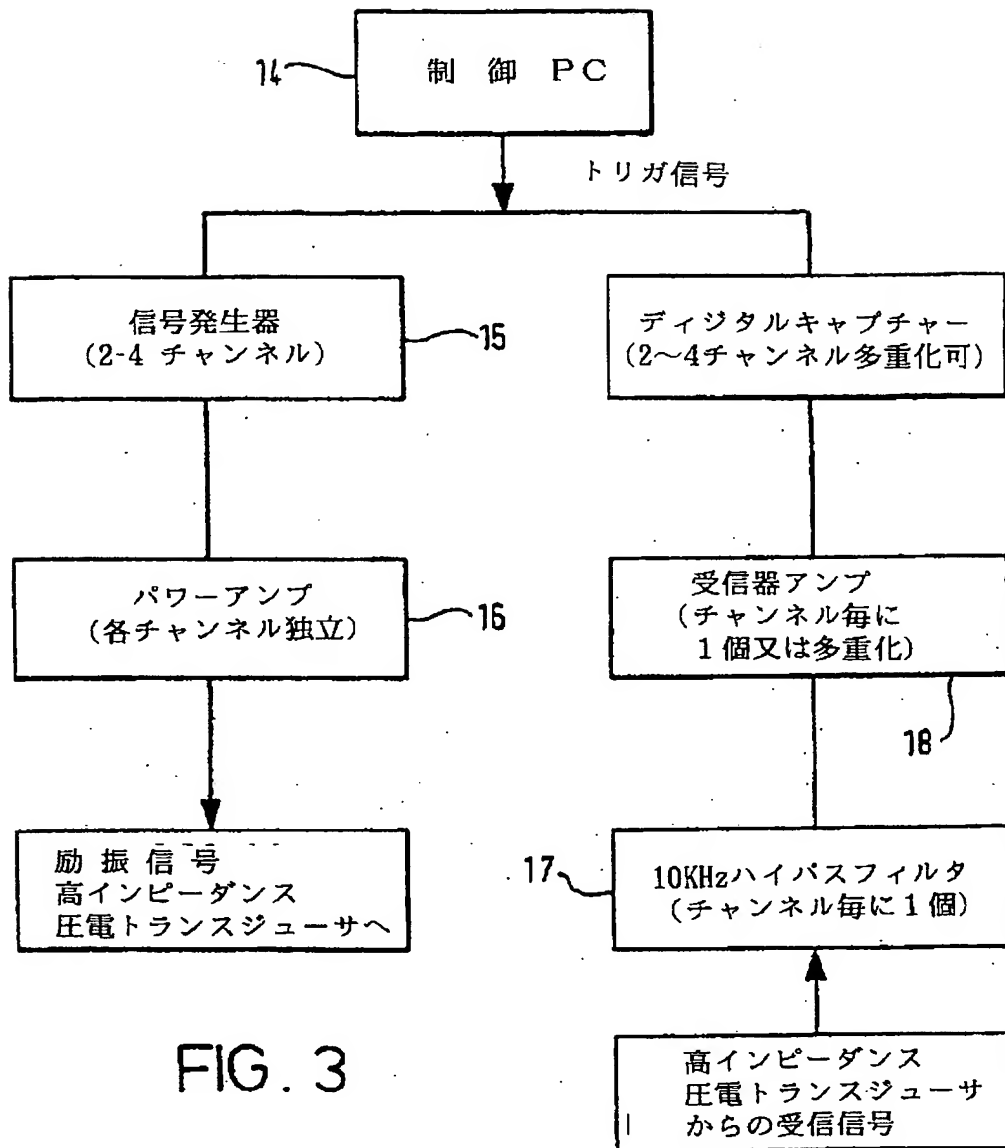 14
制御 PC
トリガ信号
信号発生器
(2-4 チャンネル)
15
ディジタルキャプチャー
(2～4チャンネル多重化可)
パワーアンプ
(各チャンネル独立)
16
受信器アンプ
(チャンネル毎に
1個又は多重化)
18
励振信号
高インピーダンス
圧電トランスジューサへ
17
10KHzハイパスフィルタ
(チャンネル毎に1個)
高インピーダンス
圧電トランスジューサ
からの受信信号
FIG. 3